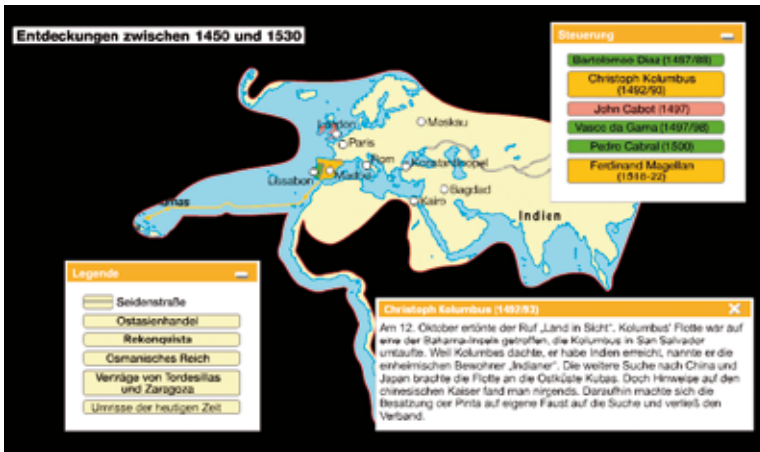 Entdeckungen zwischen 1450 und 1530
Steuerung
Bartolomeo Diaz (1487/88)
Christoph Kolumbus
(1492/93)
John Cabot (1497)
Vasco da Gama (1497/98)
Pedro Cabral (1500)
Ferdinand Magellan
(1518-22)
London
Moskau
Paris
Rom
Konstantinopel
Lissabon
Madrid
Bagdad
Kairo
Indien
Legende
Seidenstraße
Ostasienhandel
Rekonquista
Osmanisches Reich
Verträge von Tordesillas
und Zaragoza
Umrisse der heutigen Zeit
Christoph Kolumbus (1492/93)
Am 12. Oktober ertönte der Ruf „Land in Sicht“. Kolumbus' Flotte war auf
eine der Bahama-Inseln getroffen, die Kolumbus in San Salvador
umtaufte. Weil Kolumbus dachte, er habe Indien erreicht, nannte er die
einheimischen Bewohner „Indianer“. Die weitere Suche nach China und
Japan brachte die Flotte an die Ostküste Kubas. Doch Hinweise auf den
chinesischen Kaiser fand man nirgends. Daraufhin machte sich die
Besatzung der Pinta auf eigene Faust auf die Suche und verließ den
Verband.